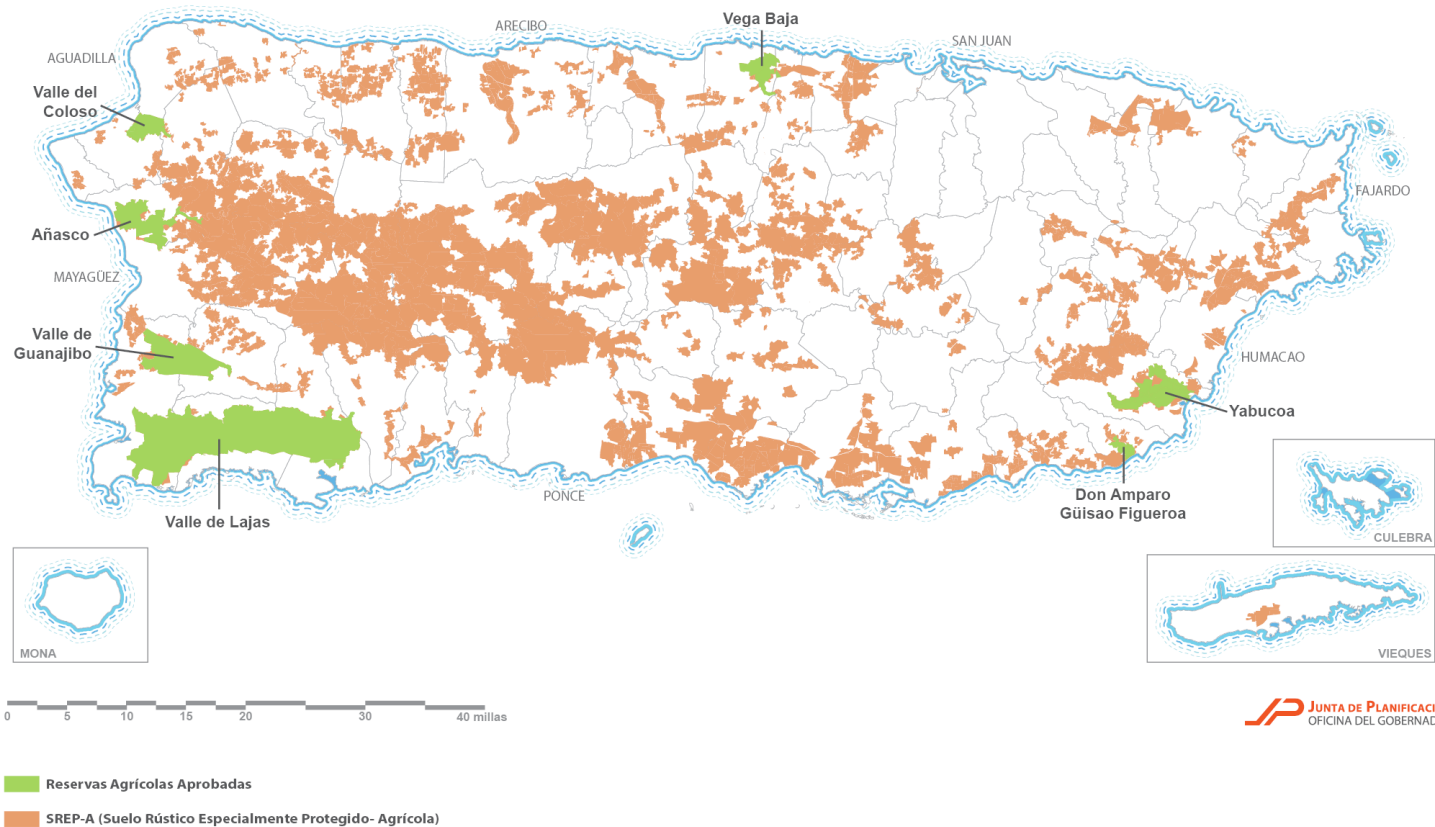 Vega Baja
ARECIBO
SAN JUAN
AGUADILLA
Valle del
Coloso
FAJARDO
Añasco
MAYAGÜEZ
Valle de
Guanajibo
HUMACAO
Yabucoa
Valle de Lajas
PONCE
Don Amparo
Güisao Figueroa
CULEBRA
MONA
VIEQUES
0 5 10 15 20 30 40 millas
JUNTA DE PLANIFICACI
OFICINA DEL GOBERNAD
Reservas Agrícolas Aprobadas
SREP-A (Suelo Rústico Especialmente Protegido- Agrícola)